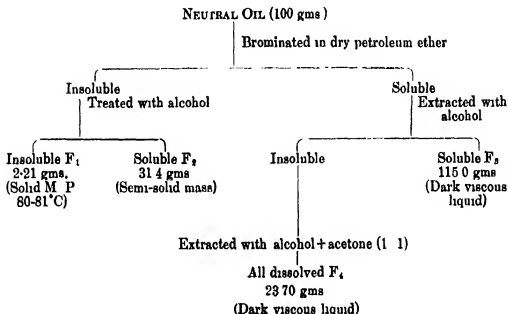 NEUTRAL OIL (100 gms)
Brominated in dry petroleum ether
Insoluble
Treated with alcohol
Soluble
Extracted with
alcohol
Insoluble F₁
2·21 gms.
(Solid M P
80-81°C)
Soluble F₂
31 4 gms
(Semi-solid mass)
Insoluble
Soluble F₃
115 0 gms
(Dark viscous
liquid)
Extracted with alcohol+acetone (1 1)
All dissolved F₄
23 70 gms
(Dark viscous liquid)